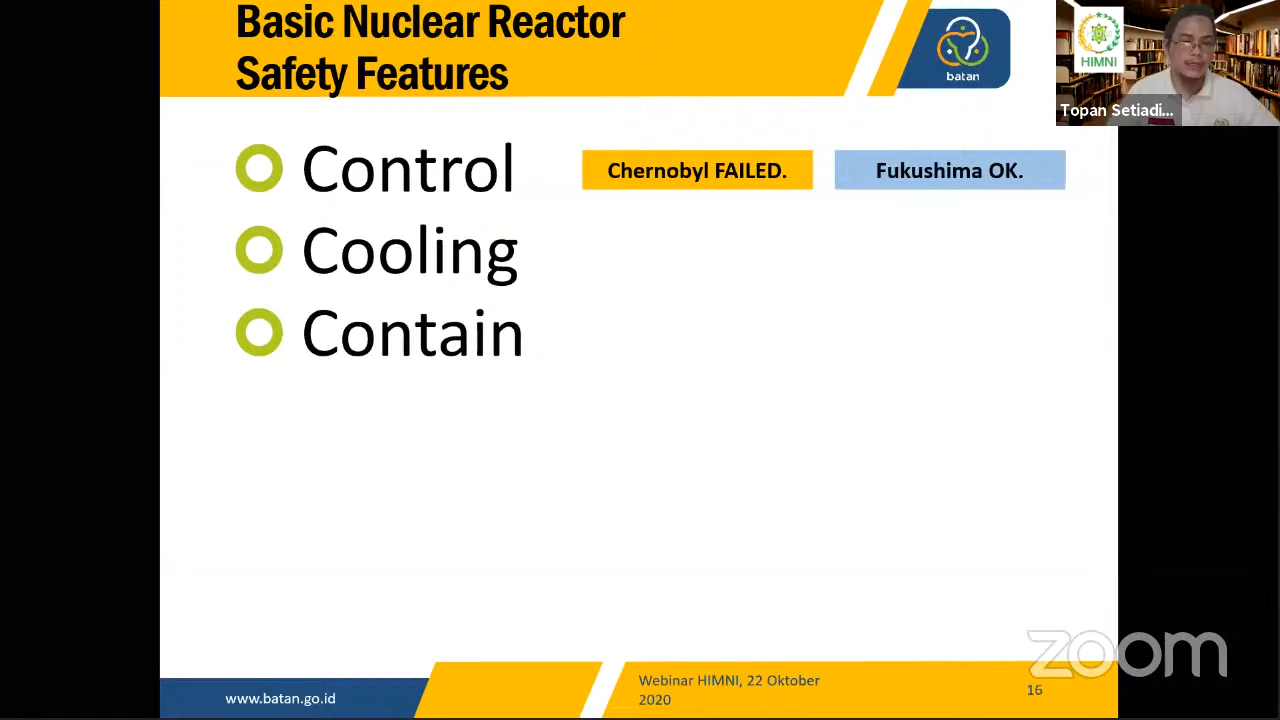 Basic Nuclear Reactor
Safety Features
batan
HIMNI
Topan Setiadi...
Control
Chernobyl FAILED.
Fukushima OK.
Cooling
Contain
www.batan.go.id
Webinar HIMNI, 22 Oktober
2020
16
zoom